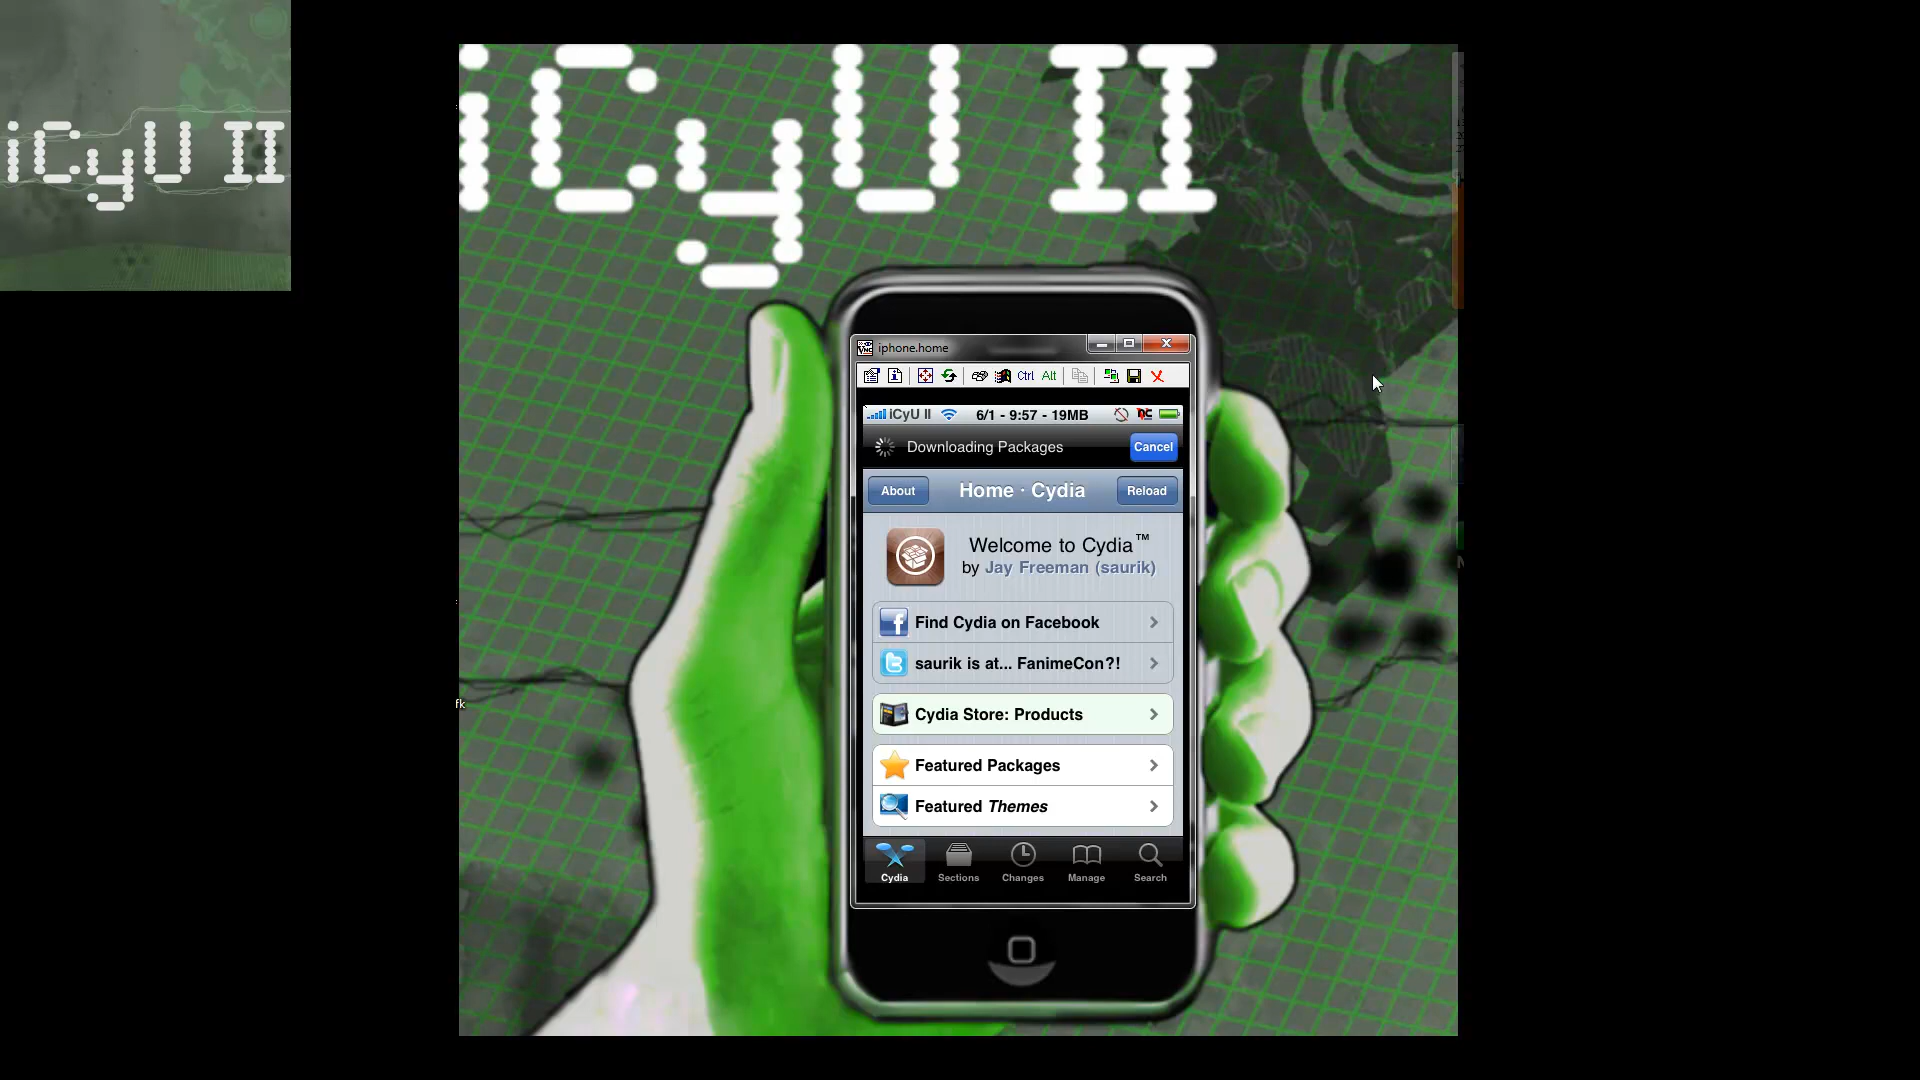 iCyU II
iCyU II
iphone.home
Ctrl Alt
iCyU II 6/1 - 9:57 - 19MB
Downloading Packages Cancel
About Home · Cydia Reload
Welcome to Cydia™
by Jay Freeman (saurik)
Find Cydia on Facebook
saurik is at... FanimeCon?!
Cydia Store: Products
Featured Packages
Featured Themes
Cydia Sections Changes Manage Search
fk